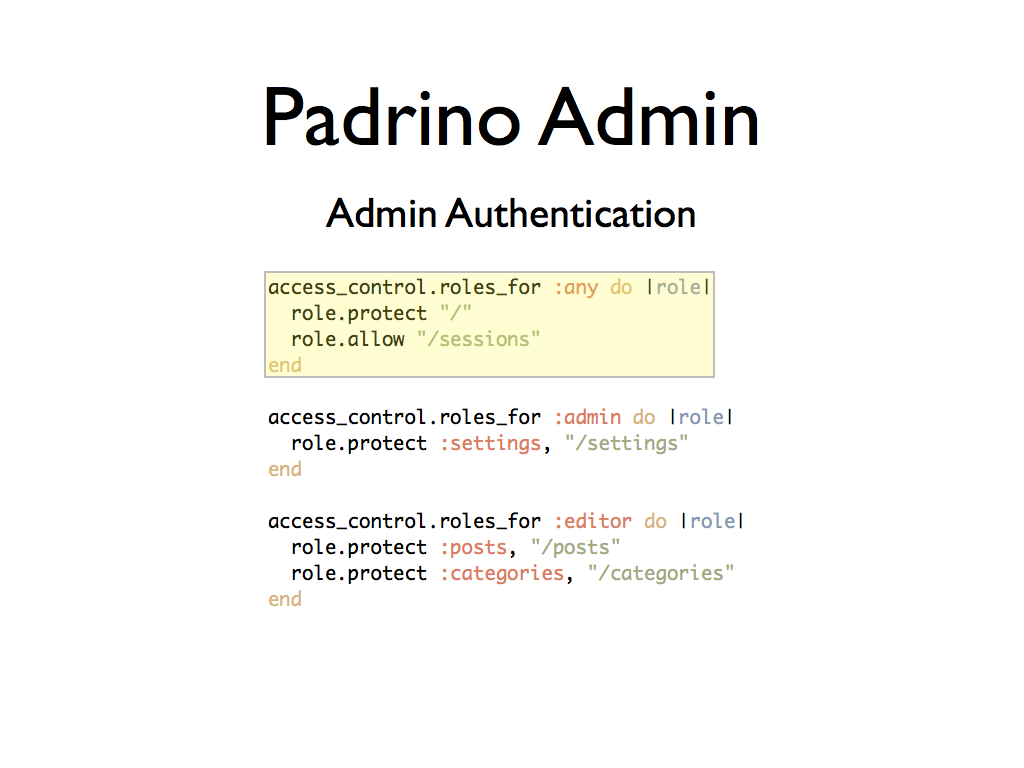 Padrino Admin
Admin Authentication
access_control.roles_for :any do |role|
  role.protect "/"
  role.allow "/sessions"
end
access_control.roles_for :admin do |role|
  role.protect :settings, "/settings"
end
access_control.roles_for :editor do |role|
  role.protect :posts, "/posts"
  role.protect :categories, "/categories"
end